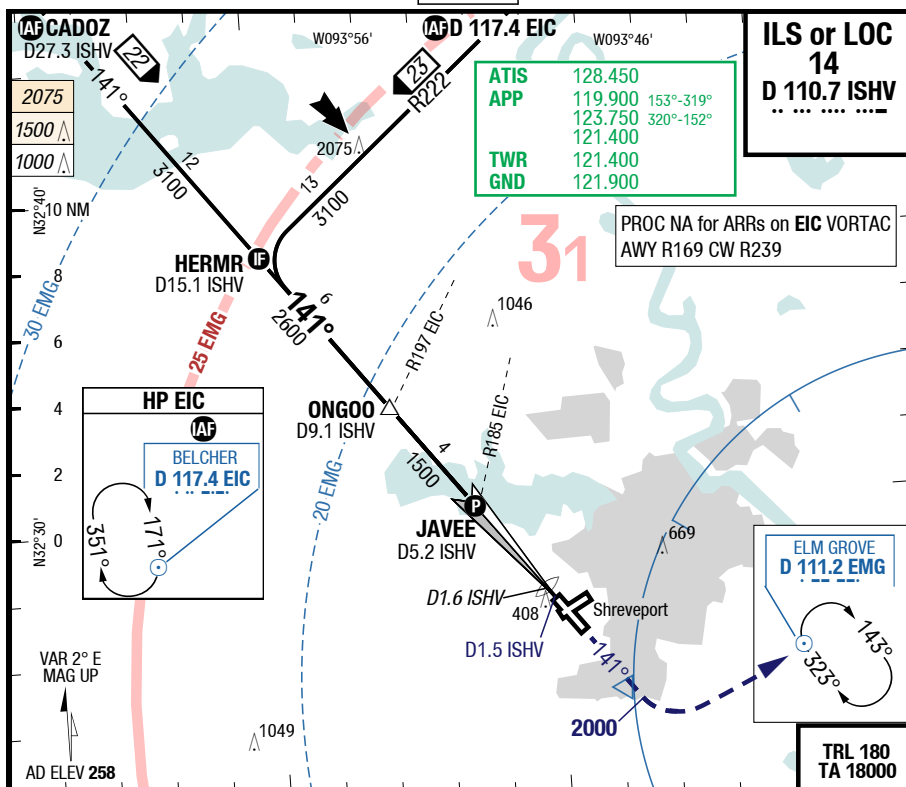 IAF CADOZ
D27.3 ISHV
22
141°
12
3100
W093°56'
IAF D 117.4 EIC
W093°46'
23
R222
13
3100
2075
ILS or LOC
14
D 110.7 ISHV
ATIS 128.450
APP 119.900 153°-319°
123.750 320°-152°
121.400
TWR 121.400
GND 121.900
PROC NA for ARRs on EIC VORTAC
AWY R169 CW R239
2075
1500
1000
N32°40'
10 NM
8
6
4
2
0
N32°30'
30 EMG
25 EMG
20 EMG
31
HERMR IF
D15.1 ISHV
141°
6
2600
1046
R197 EIC
ONGOO
D9.1 ISHV
4
1500
R185 EIC
P
JAVEE
D5.2 ISHV
HP EIC
IAF
BELCHER
D 117.4 EIC
351°
171°
669
D1.6 ISHV
408
Shreveport
D1.5 ISHV
141°
2000
ELM GROVE
D 111.2 EMG
143°
323°
1049
VAR 2° E
MAG UP
AD ELEV 258
TRL 180
TA 18000